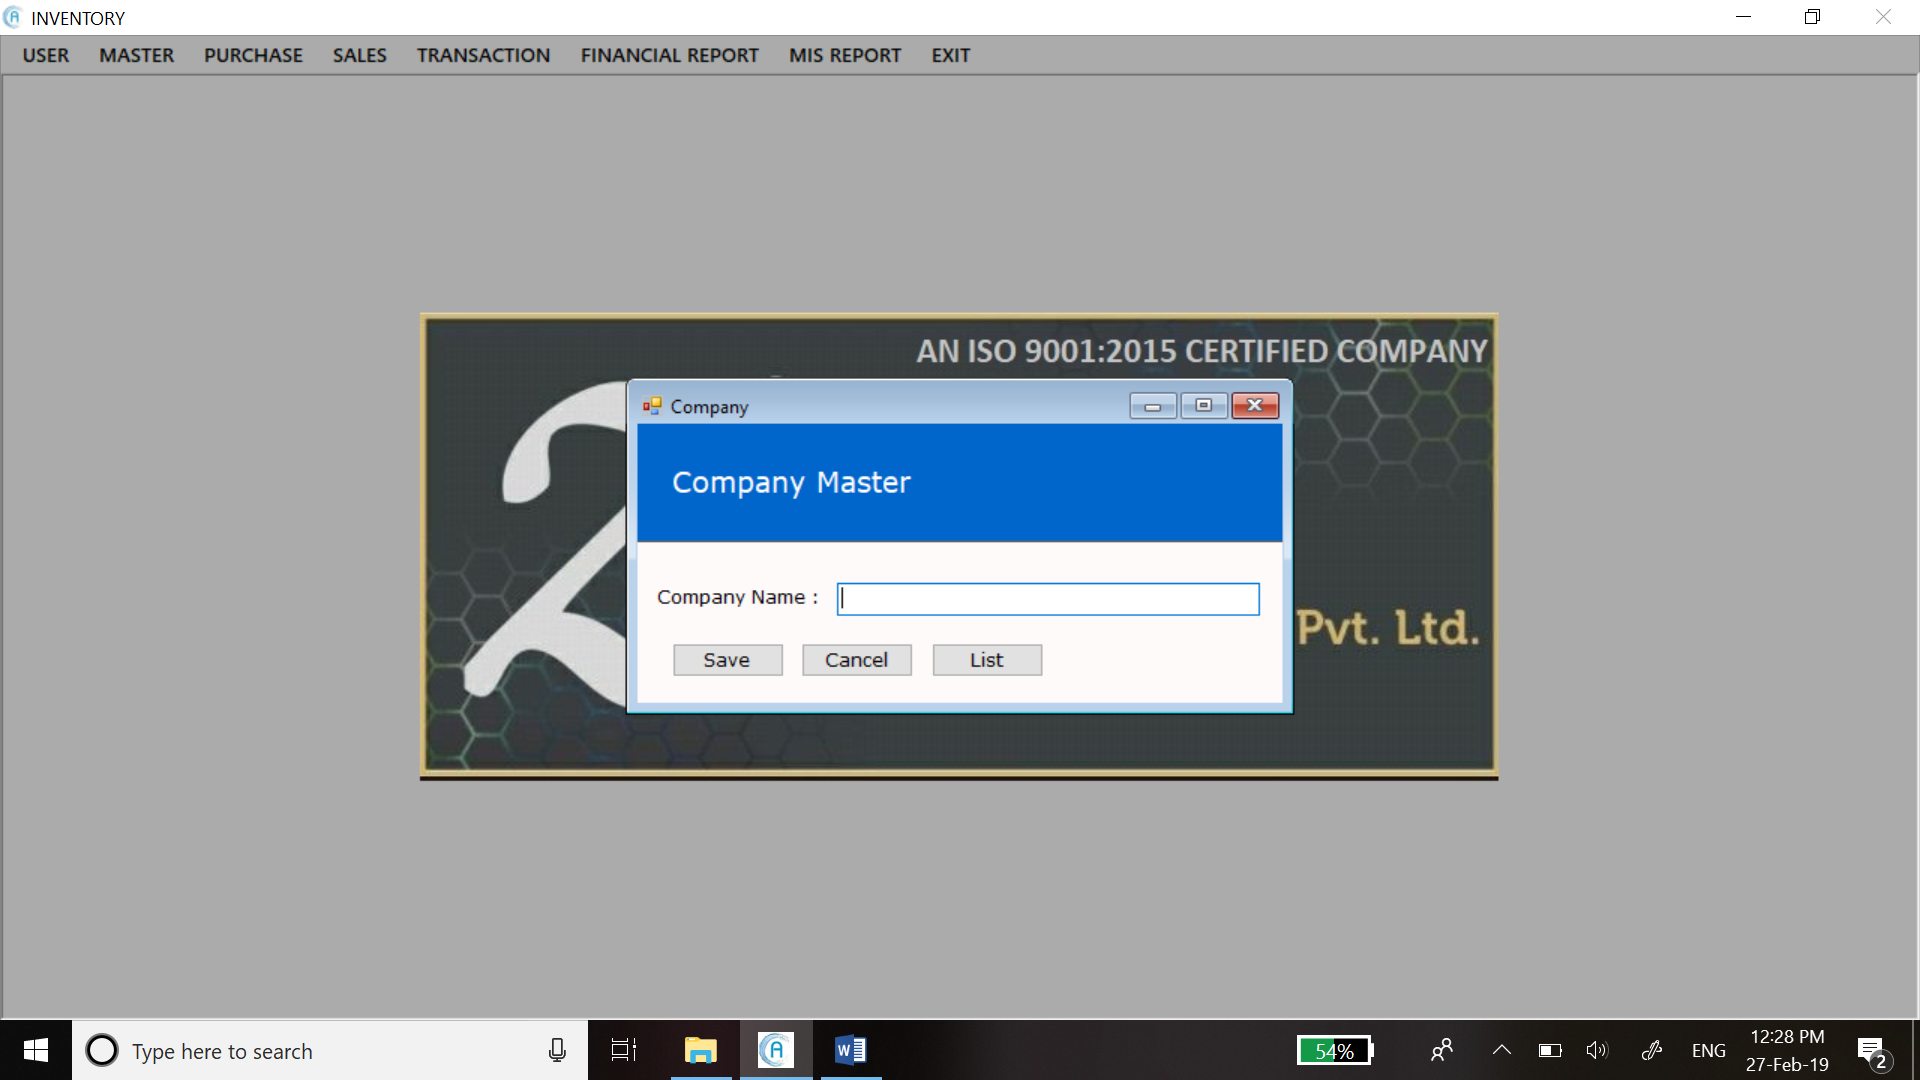 INVENTORY
USER MASTER PURCHASE SALES TRANSACTION FINANCIAL REPORT MIS REPORT EXIT
AN ISO 9001:2015 CERTIFIED COMPANY
Company
Company Master
Company Name :
Save Cancel List
Pvt. Ltd.
Type here to search
54%
ENG
12:28 PM
27-Feb-19
2